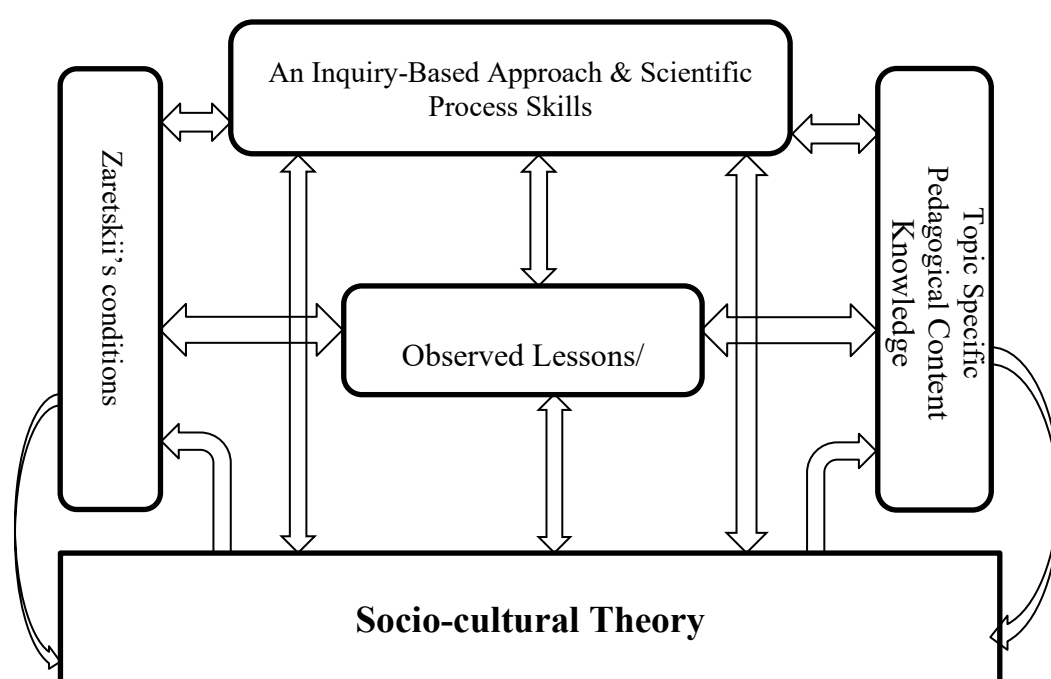 An Inquiry-Based Approach & Scientific
Process Skills
Zaretskii’s conditions
Topic Specific
Pedagogical Content
Knowledge
Observed Lessons/
Socio-cultural Theory